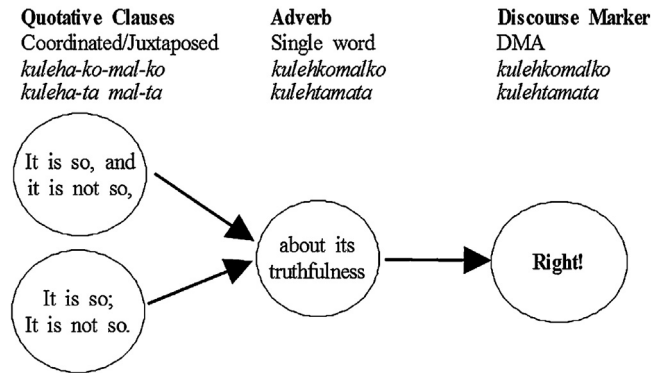 Quotative Clauses
Coordinated/Juxtaposed
kuleha-ko-mal-ko
kuleha-ta mal-ta
Adverb
Single word
kulehkomalko
kulehtamata
Discourse Marker
DMA
kulehkomalko
kulehtamata
It is so, and
it is not so,
It is so;
It is not so.
about its
truthfulness
Right!